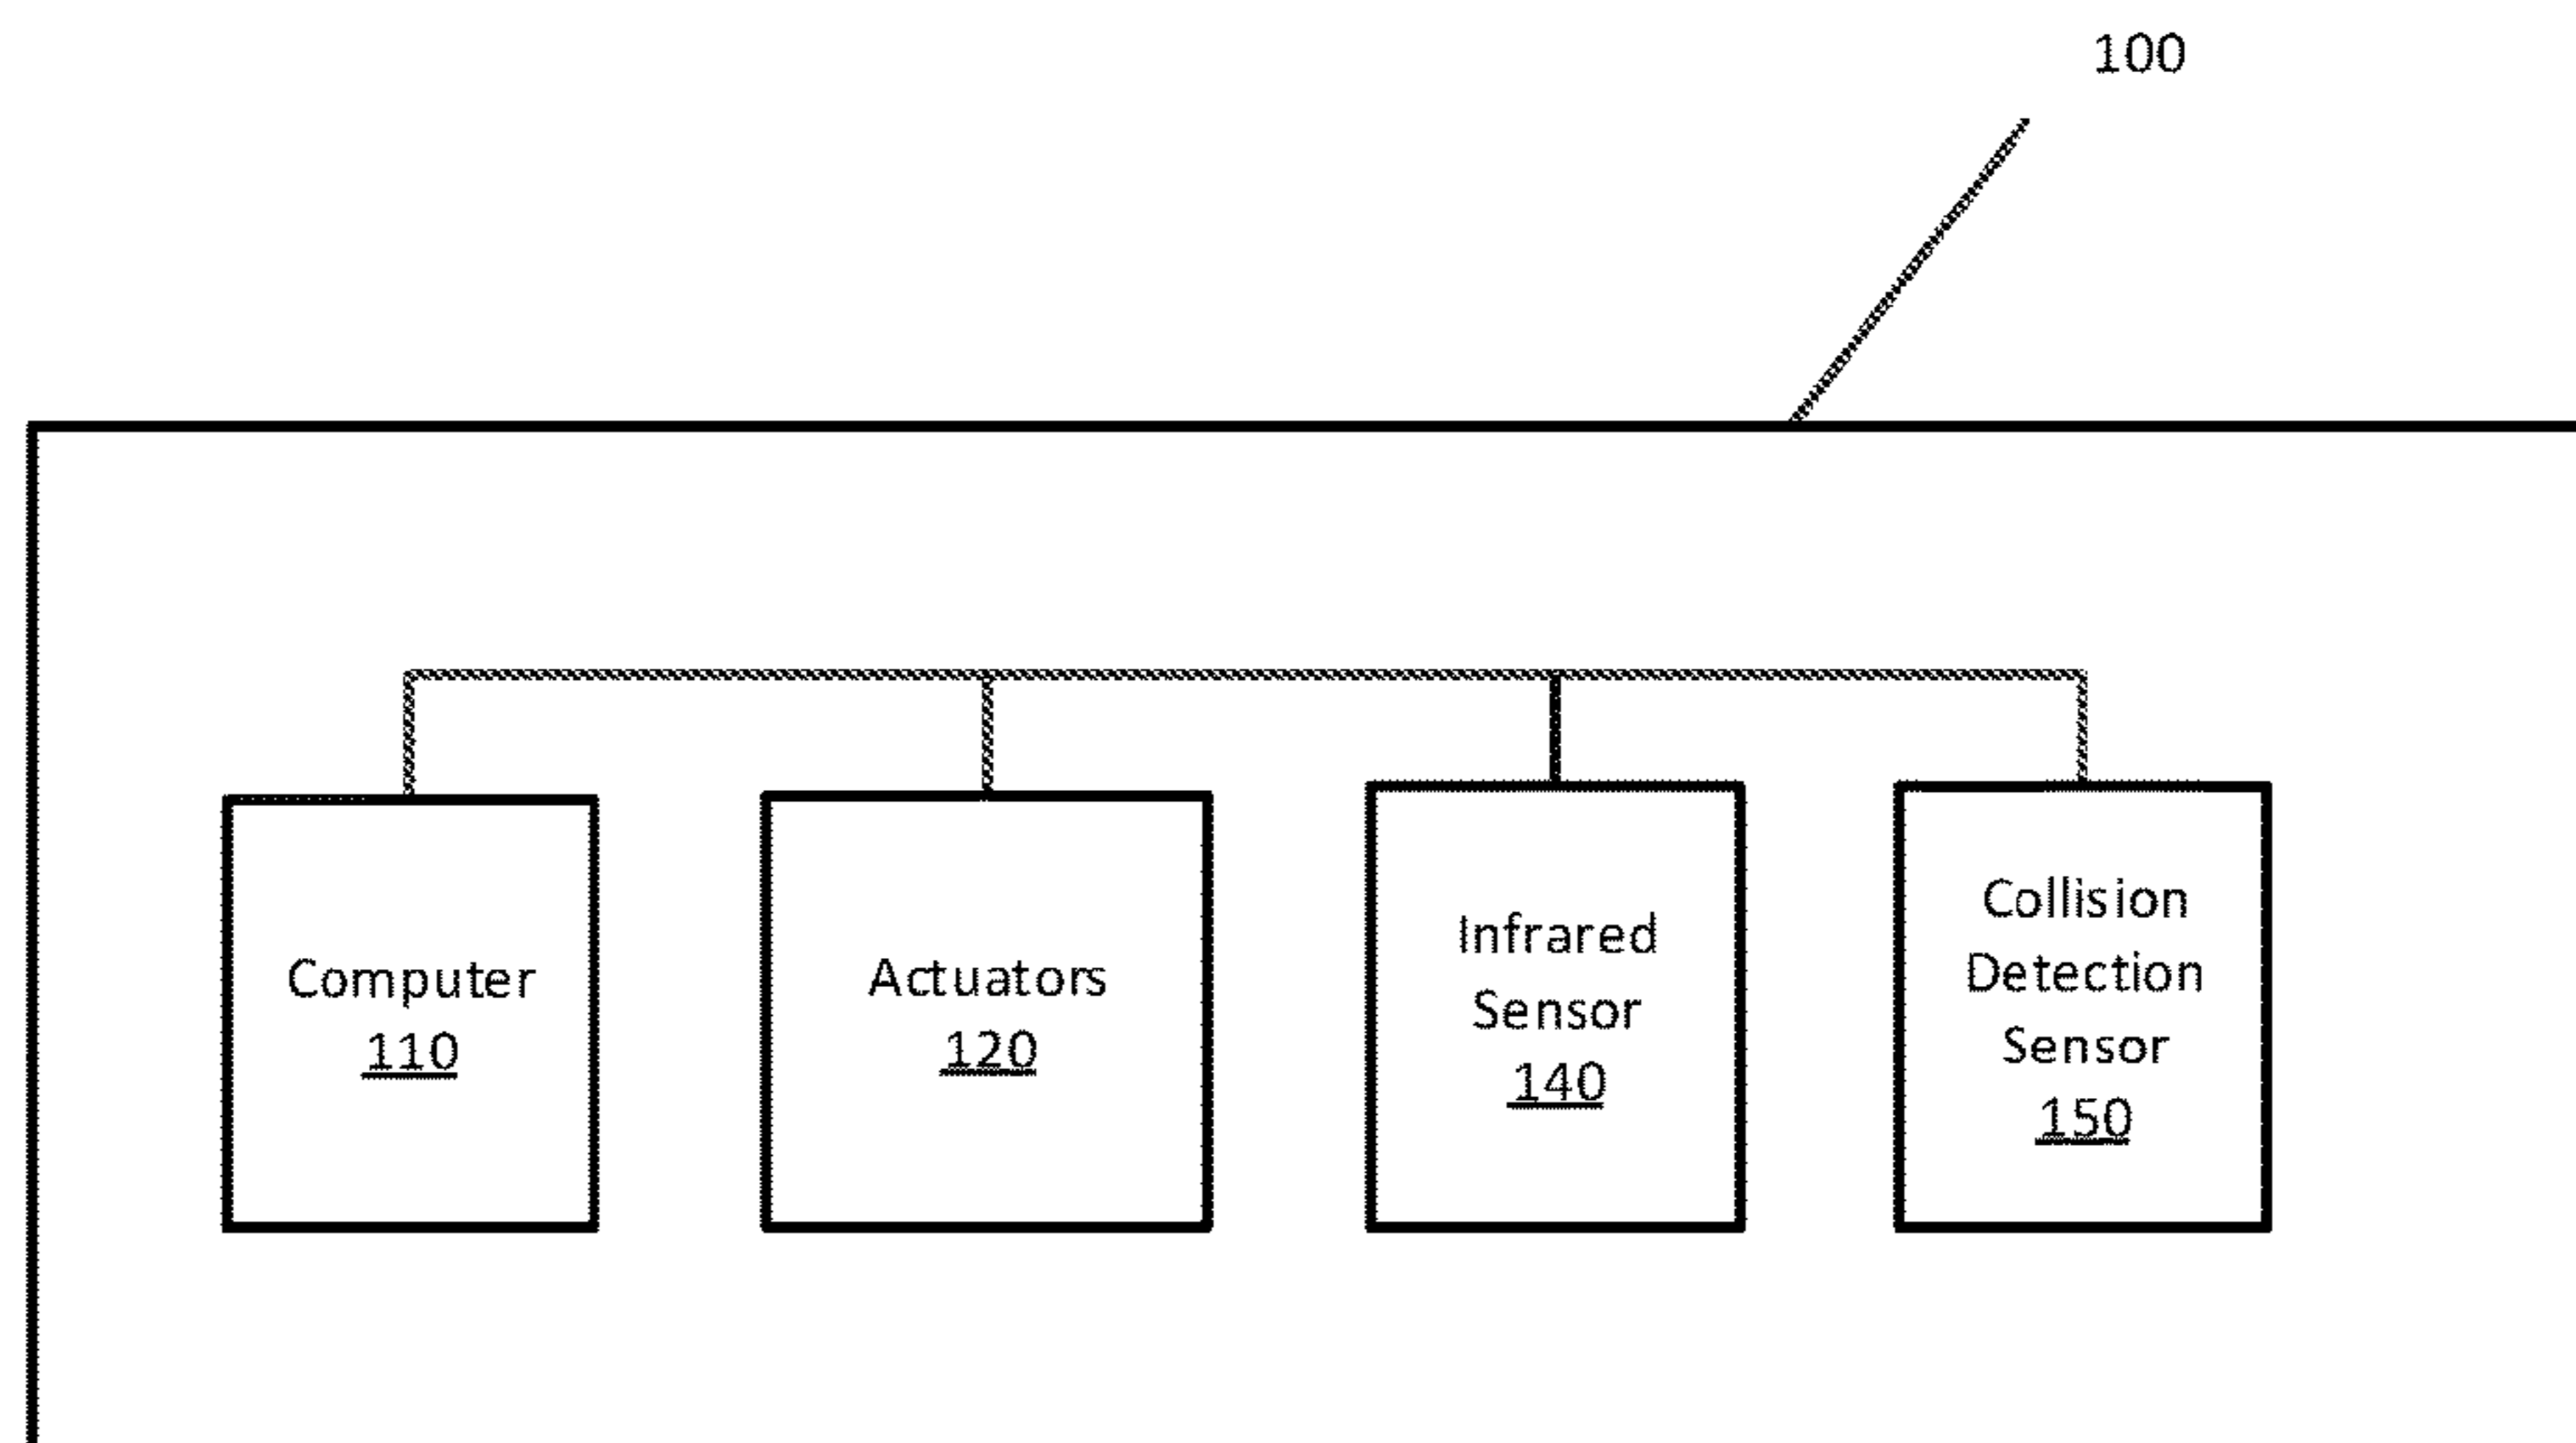 100
Computer
110
Actuators
120
Infrared
Sensor
140
Collision
Detection
Sensor
150